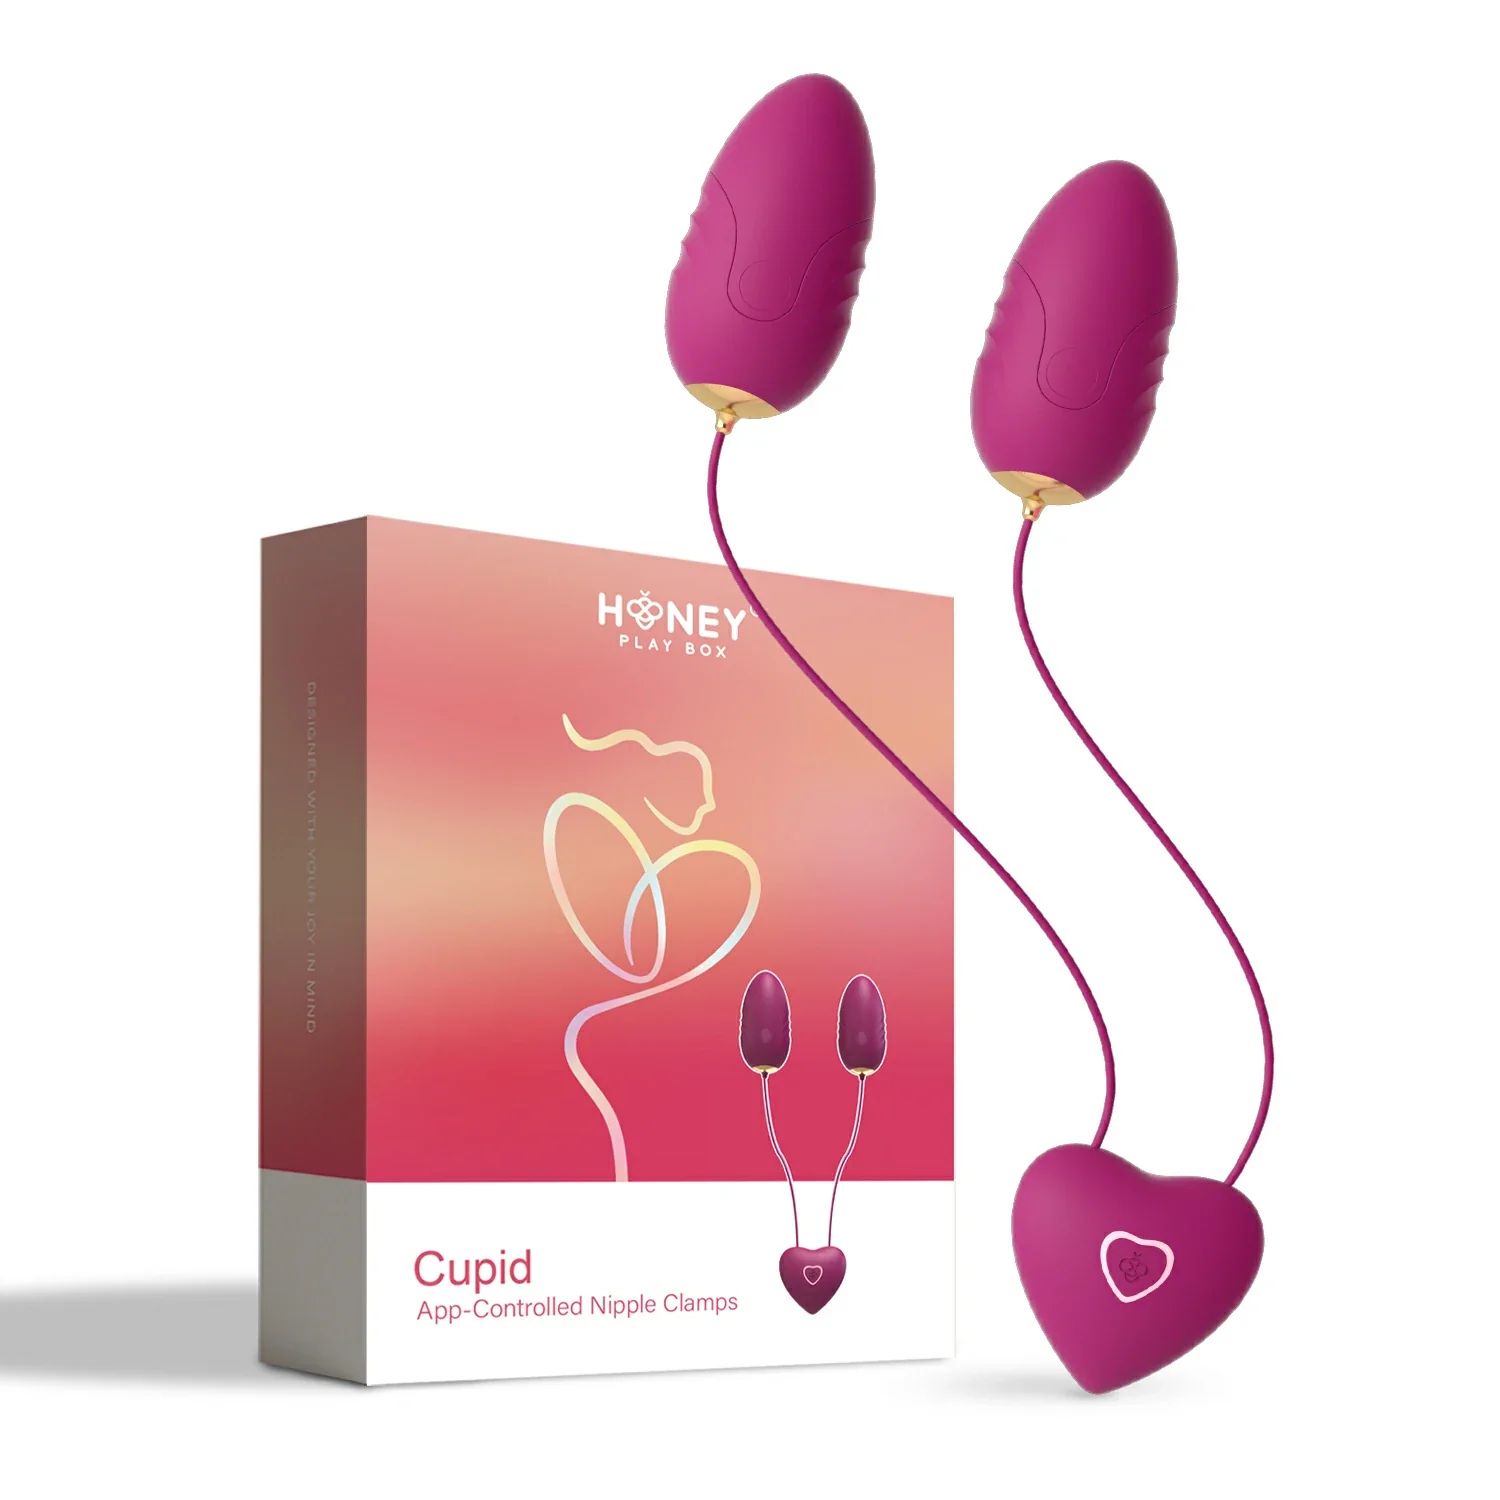 HONEY
PLAY BOX
DESIGNED WITH YOUR JOY IN MIND
Cupid
App-Controlled Nipple Clamps